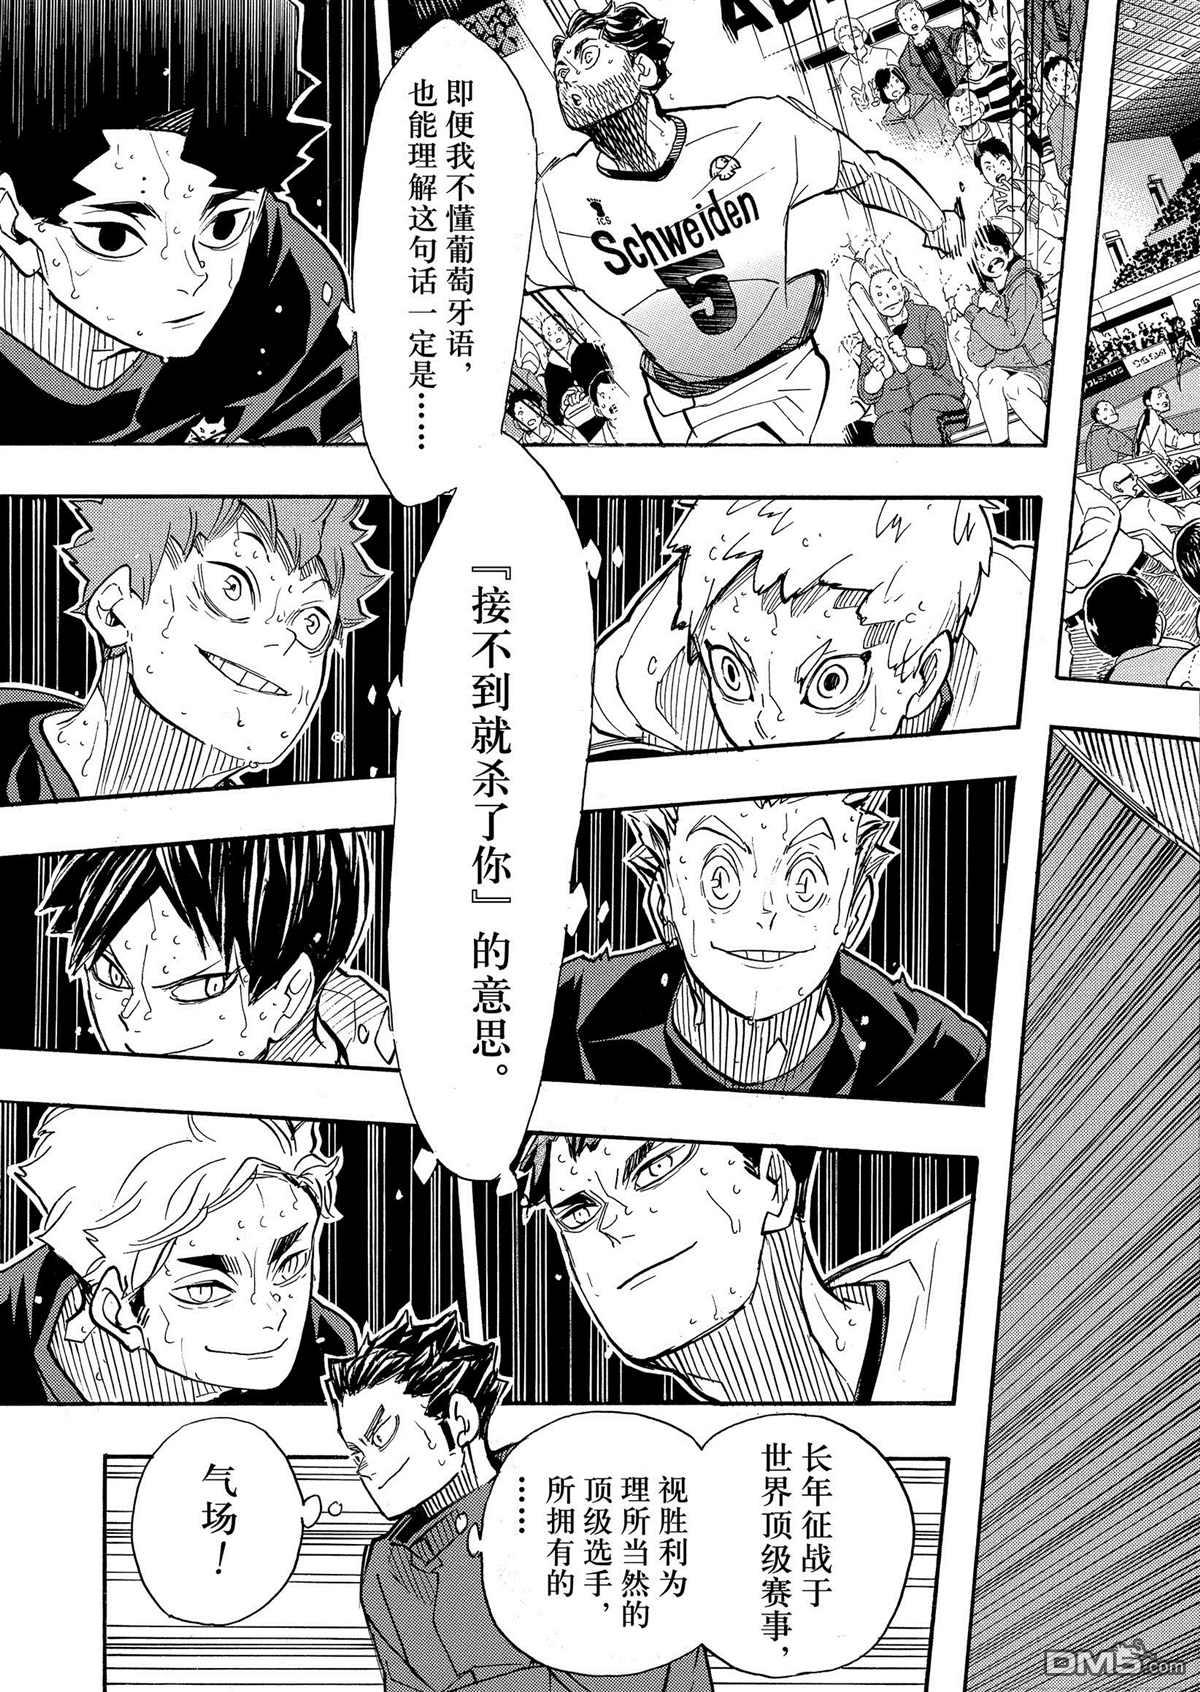 AD
即便我不懂葡萄牙语，
也能理解这句话一定是……
ICS
Schweiden
5
『接不到就杀了你』的意思。
长年征战于
世界顶级赛事，
视胜利为
理所当然的
顶级选手，
所拥有的
……
气场！
DM5.com